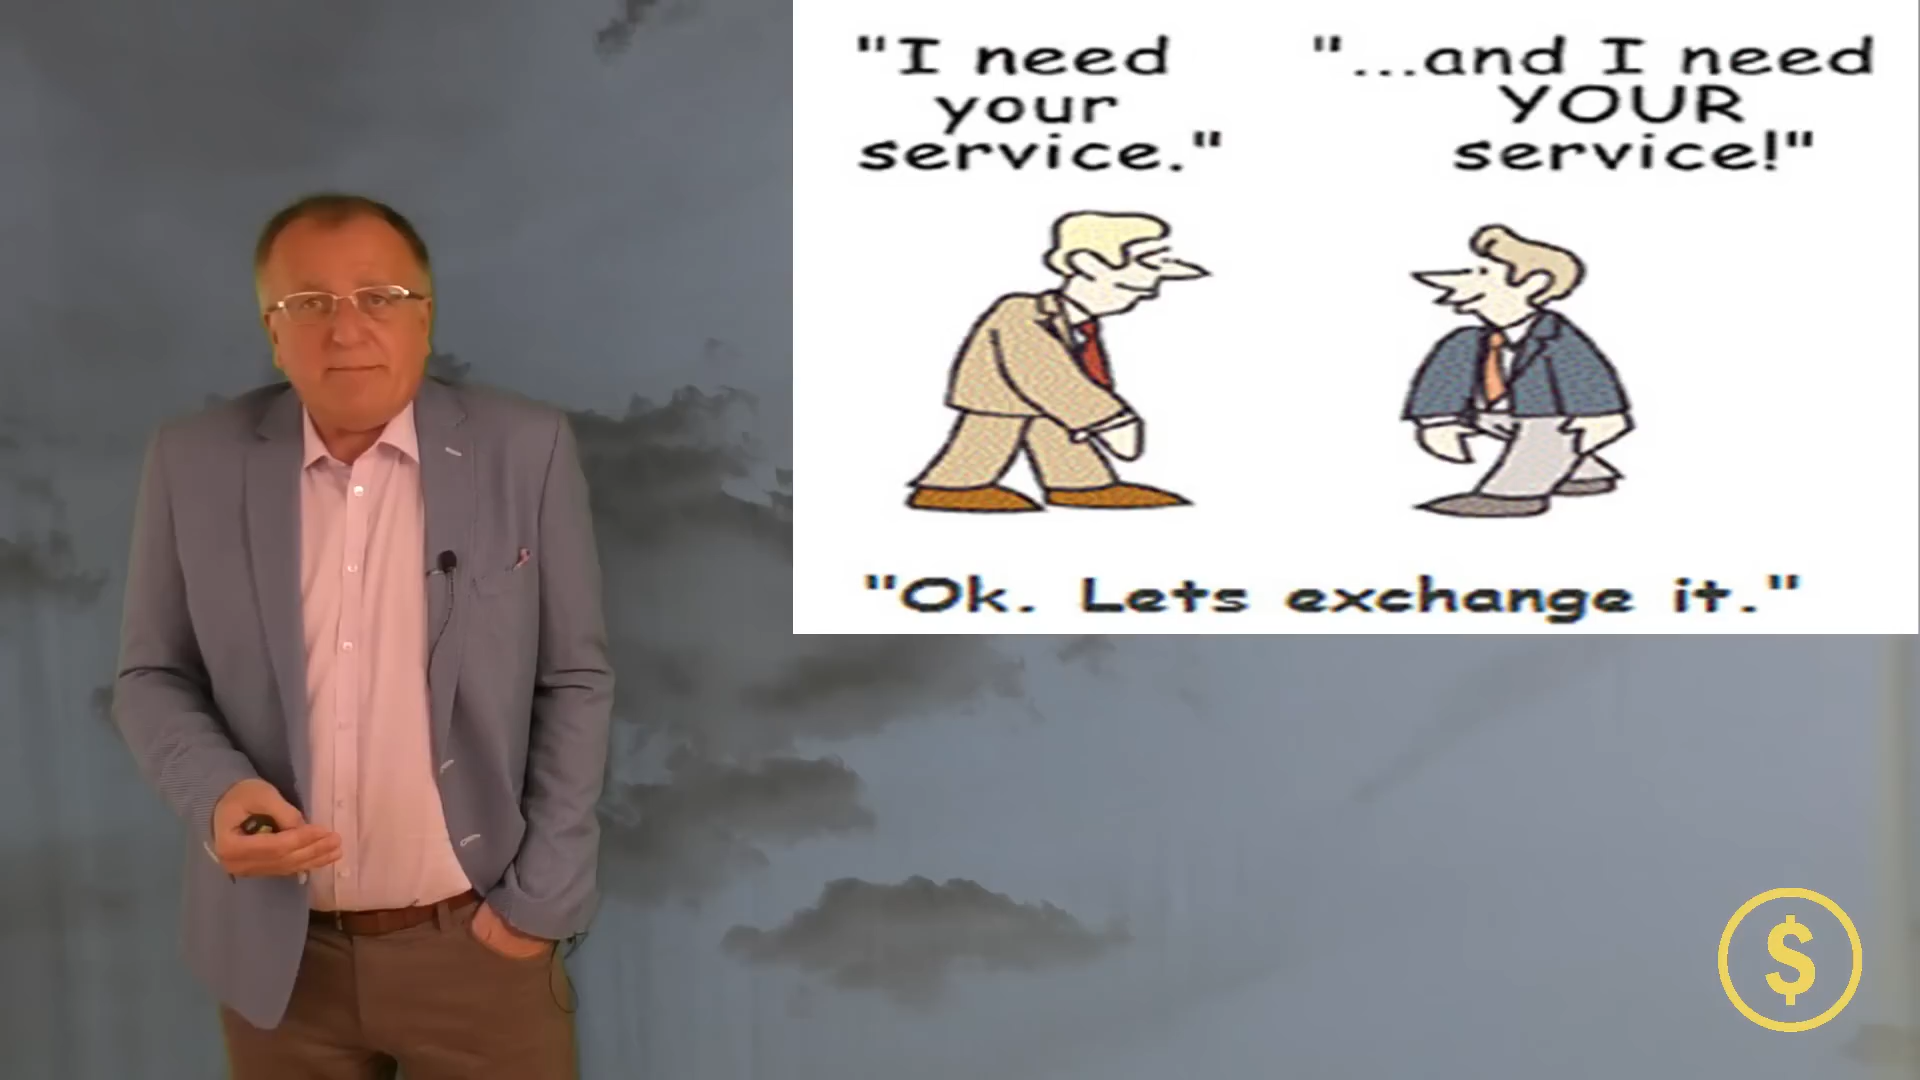 "I need
your
service."
"...and I need
YOUR
service!"
"Ok. Lets exchange it."
$